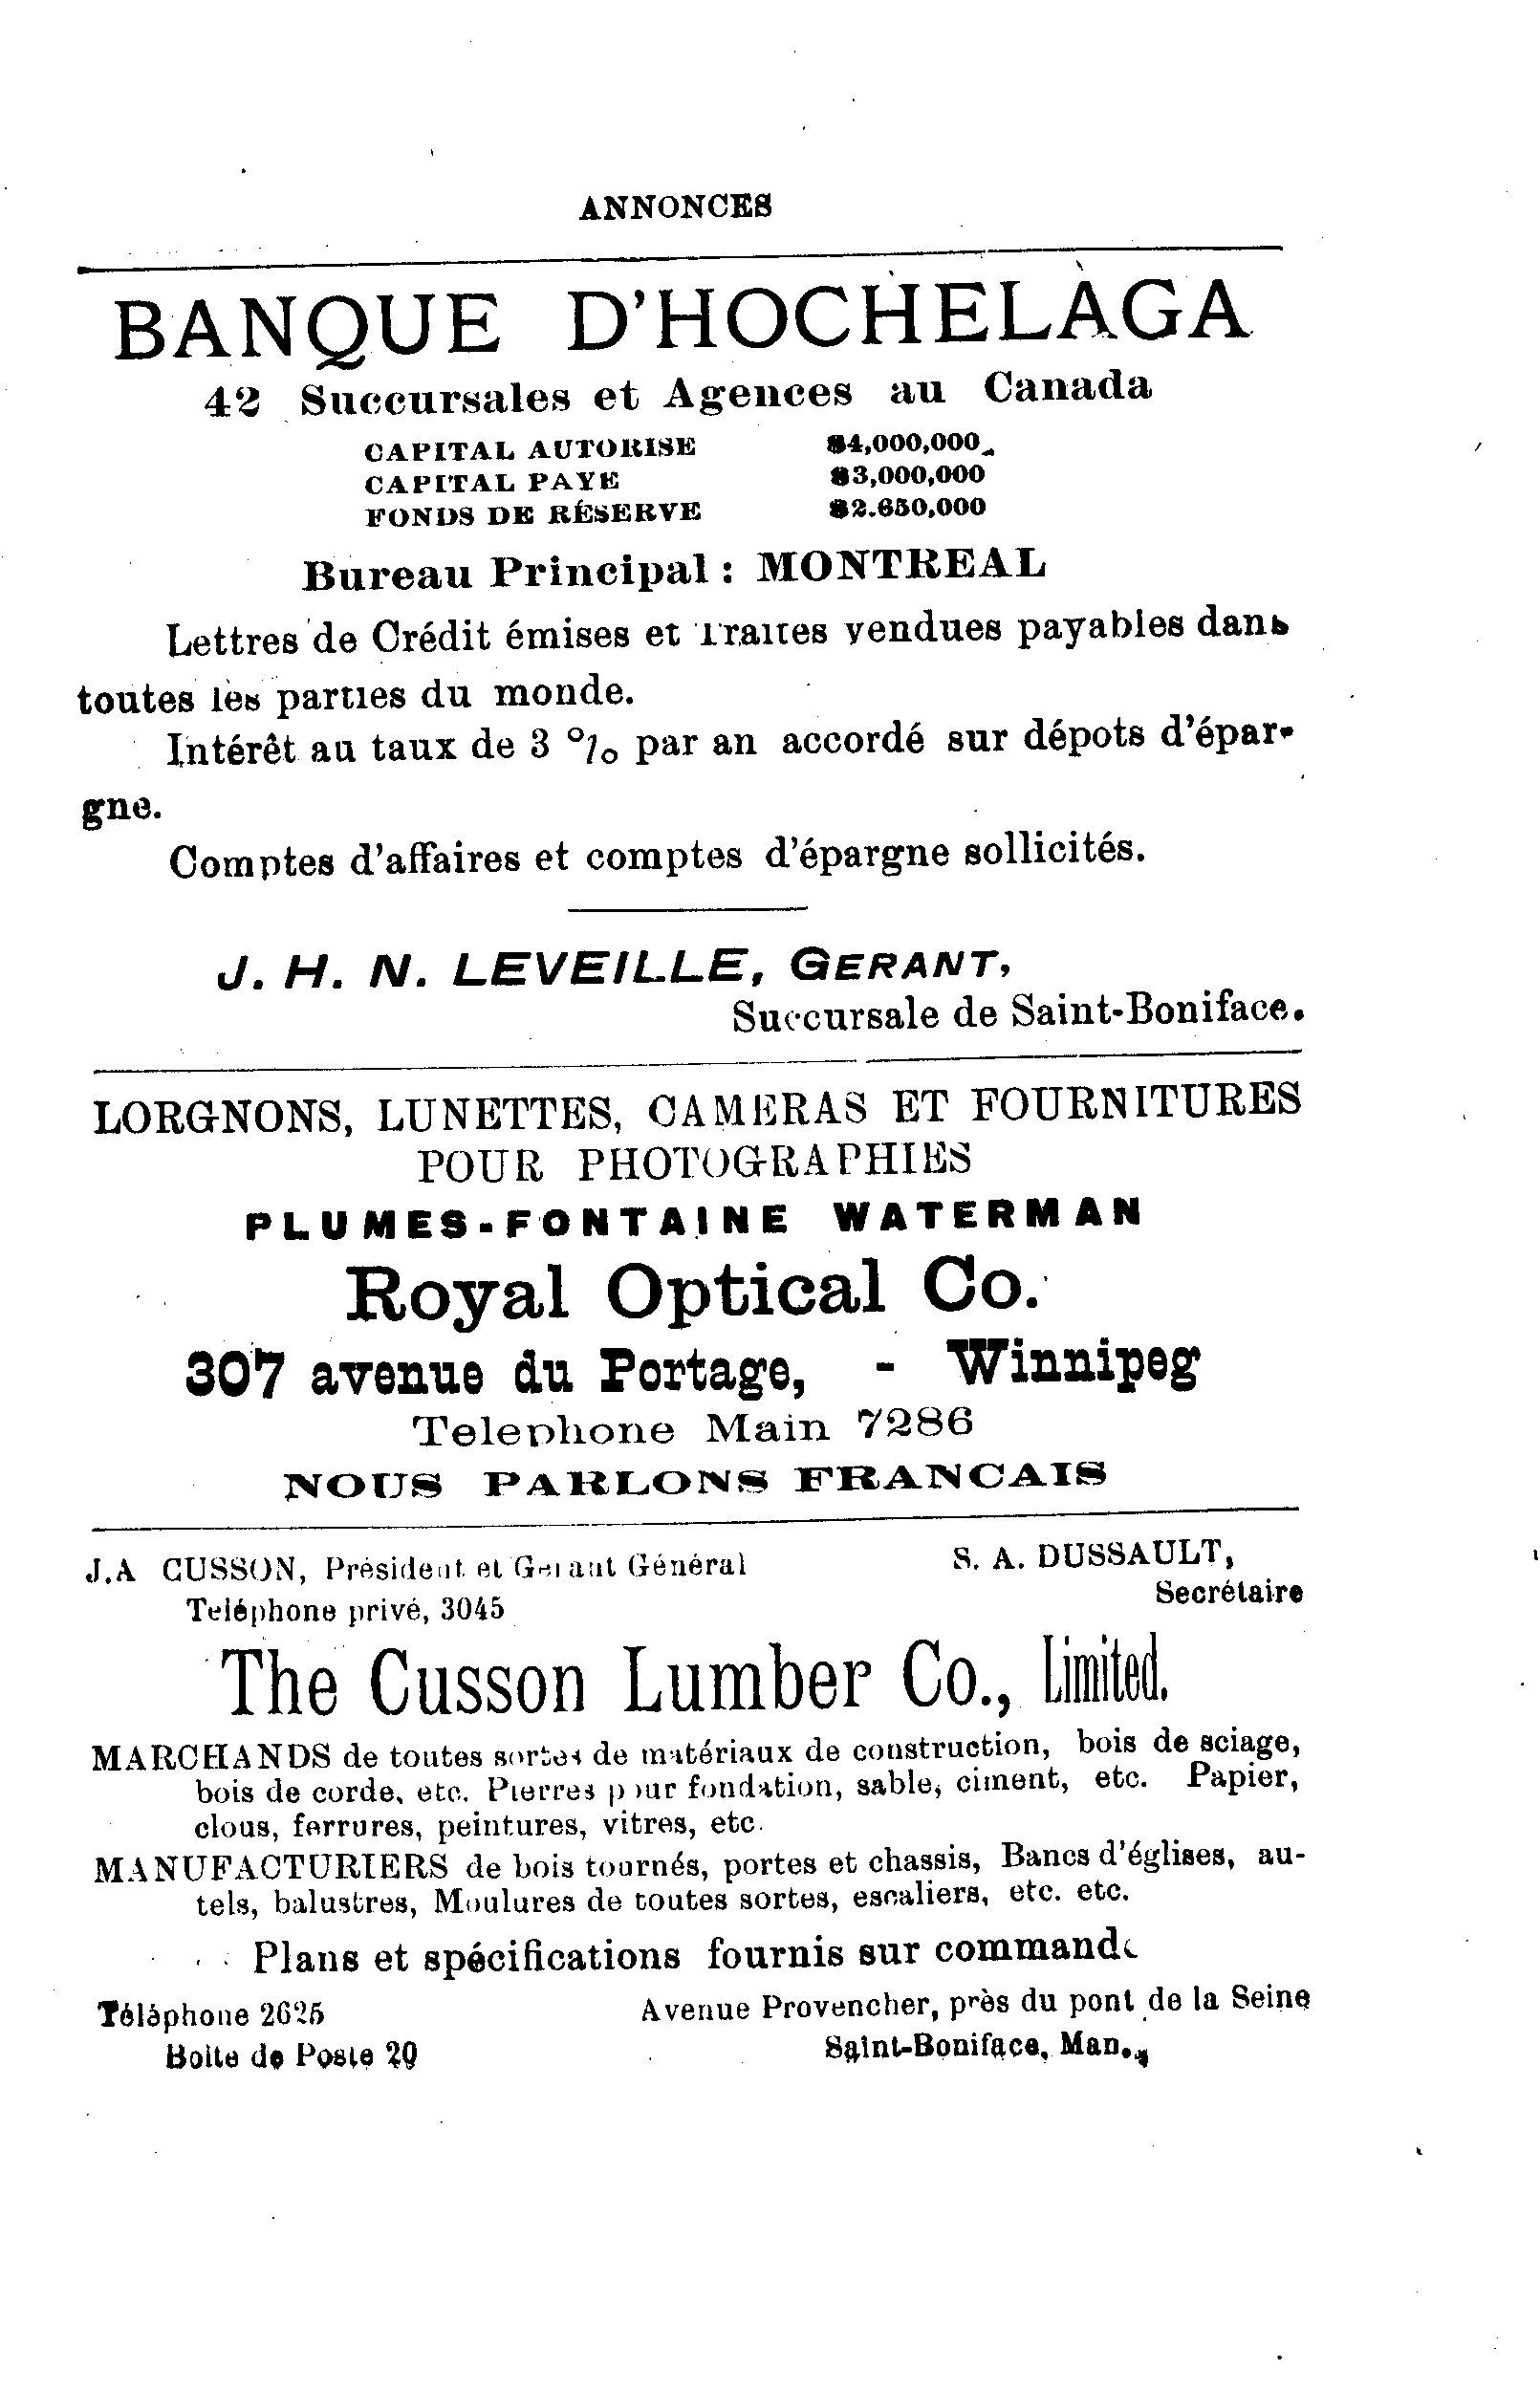 ANNONCES
BANQUE D'HOCHELAGA
42 Succursales et Agences au Canada
CAPITAL AUTORISE $4,000,000
CAPITAL PAYE $3,000,000
FONDS DE RÉSERVE $2.650,000
Bureau Principal : MONTREAL
Lettres de Crédit émises et Traites vendues payables dans
toutes les parties du monde.
Intérêt au taux de 3 % par an accordé sur dépots d'épar-
gne.
Comptes d'affaires et comptes d'épargne sollicités.
J. H. N. LEVEILLE, GERANT,
Succursale de Saint-Boniface.
LORGNONS, LUNETTES, CAMERAS ET FOURNITURES
POUR PHOTOGRAPHIES
PLUMES-FONTAINE WATERMAN
Royal Optical Co.
307 avenue du Portage, - Winnipeg
Telephone Main 7286
NOUS PARLONS FRANCAIS
J.A CUSSON, Président et Gerant Général S. A. DUSSAULT,
Teléphone privé, 3045 Secrétaire
The Cusson Lumber Co., Limited.
MARCHANDS de toutes sortes de matériaux de construction, bois de sciage,
bois de corde, etc. Pierres pour fondation, sable, ciment, etc. Papier,
clous, ferrures, peintures, vitres, etc.
MANUFACTURIERS de bois tournés, portes et chassis, Bancs d'églises, au-
tels, balustres, Moulures de toutes sortes, escaliers, etc. etc.
Plans et spécifications fournis sur commande
Téléphone 2625 Avenue Provencher, près du pont de la Seine
Boite de Poste 20 Saint-Boniface, Man.